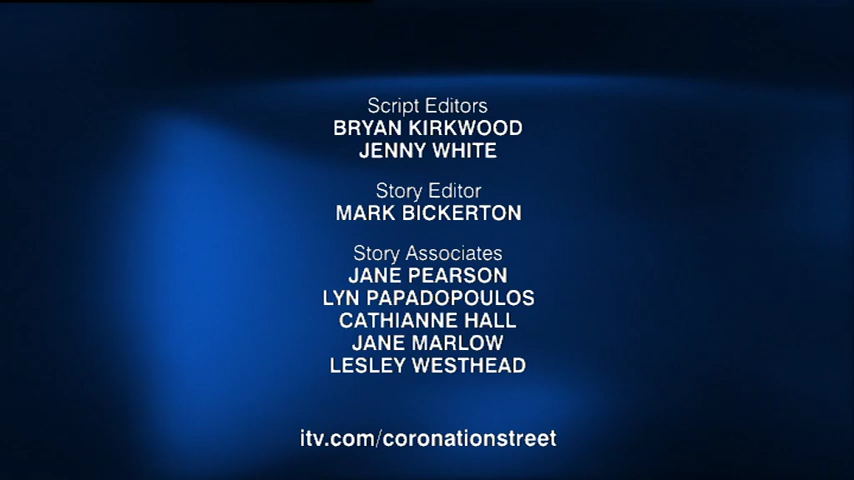 Script Editors
BRYAN KIRKWOOD
JENNY WHITE
Story Editor
MARK BICKERTON
Story Associates
JANE PEARSON
LYN PAPADOPOULOS
CATHIANNE HALL
JANE MARLOW
LESLEY WESTHEAD
itv.com/coronationstreet